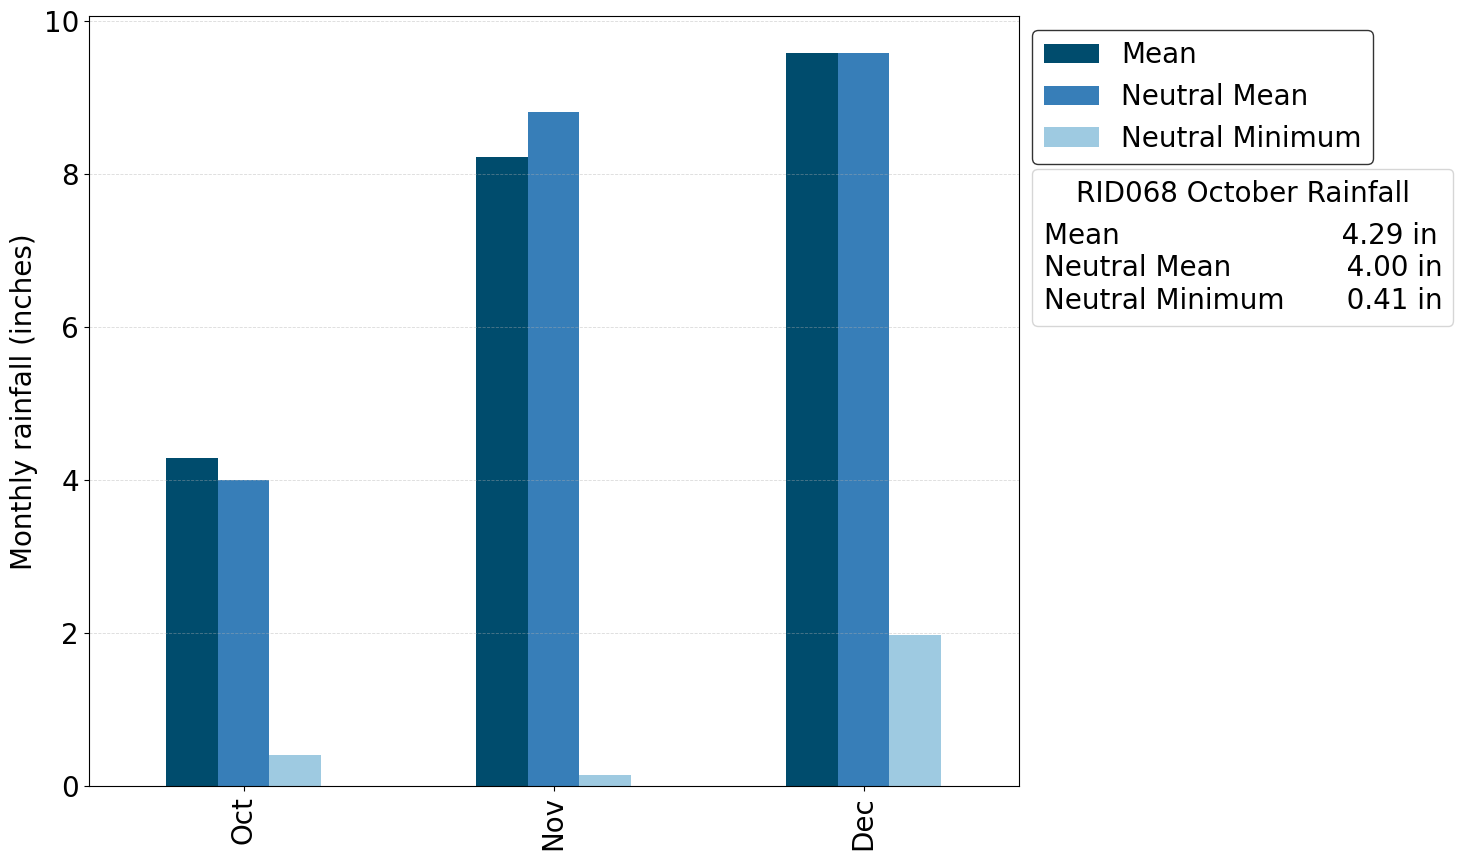 10
8
6
4
2
0
Monthly rainfall (inches)
Oct
Nov
Dec
Mean
Neutral Mean
Neutral Minimum
RID068 October Rainfall
Mean 4.29 in
Neutral Mean 4.00 in
Neutral Minimum 0.41 in